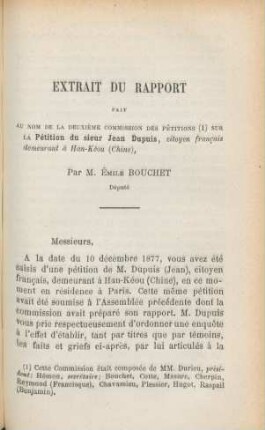 EXTRAIT DU RAPPORT
FAIT
AU NOM DE LA DEUXIÈME COMMISSION DES PÉTITIONS (1) SUR
LA Pétition du sieur Jean Dupuis, citoyen français
demeurant à Han-Kéou (Chine),
Par M. ÉMILE BOUCHET
Député
Messieurs,
A la date du 10 décembre 1877, vous avez été
saisis d'une pétition de M. Dupuis (Jean), citoyen
français, demeurant à Hau-Kéou (Chine), en ce mo-
ment en résidence à Paris. Cette même pétition
avait été soumise à l'Assemblée précédente dont la
commission avait préparé son rapport. M. Dupuis
vous prie respectueusement d'ordonner une enquête
à l'effet d'établir, tant par titres que par témoins,
les faits et griefs ci-après, par lui articulés à la
(1) Cette Commission était composée de MM. Durieu, prési-
dent; Hémon, secrétaire; Bouchet, Costa, Masure, Cherpin,
Reymond (Francisque), Chavanieu, Plessier, Hugot, Raspail
(Benjamin).